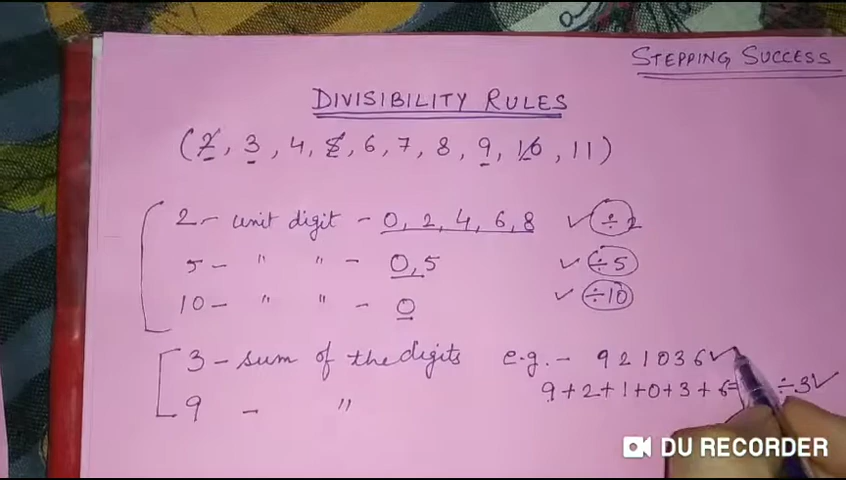 STEPPING SUCCESS
DIVISIBILITY RULES
(2, 3, 4, 5, 6, 7, 8, 9, 10, 11)
2 - unit digit - 0, 2, 4, 6, 8 ✓ ÷2
5 - " " - 0, 5 ✓ ÷5
10 - " " - 0 ✓ ÷10
3 - sum of the digits e.g. - 921036 ✓
9+2+1+0+3+6= ÷3 ✓
9 - "
DU RECORDER